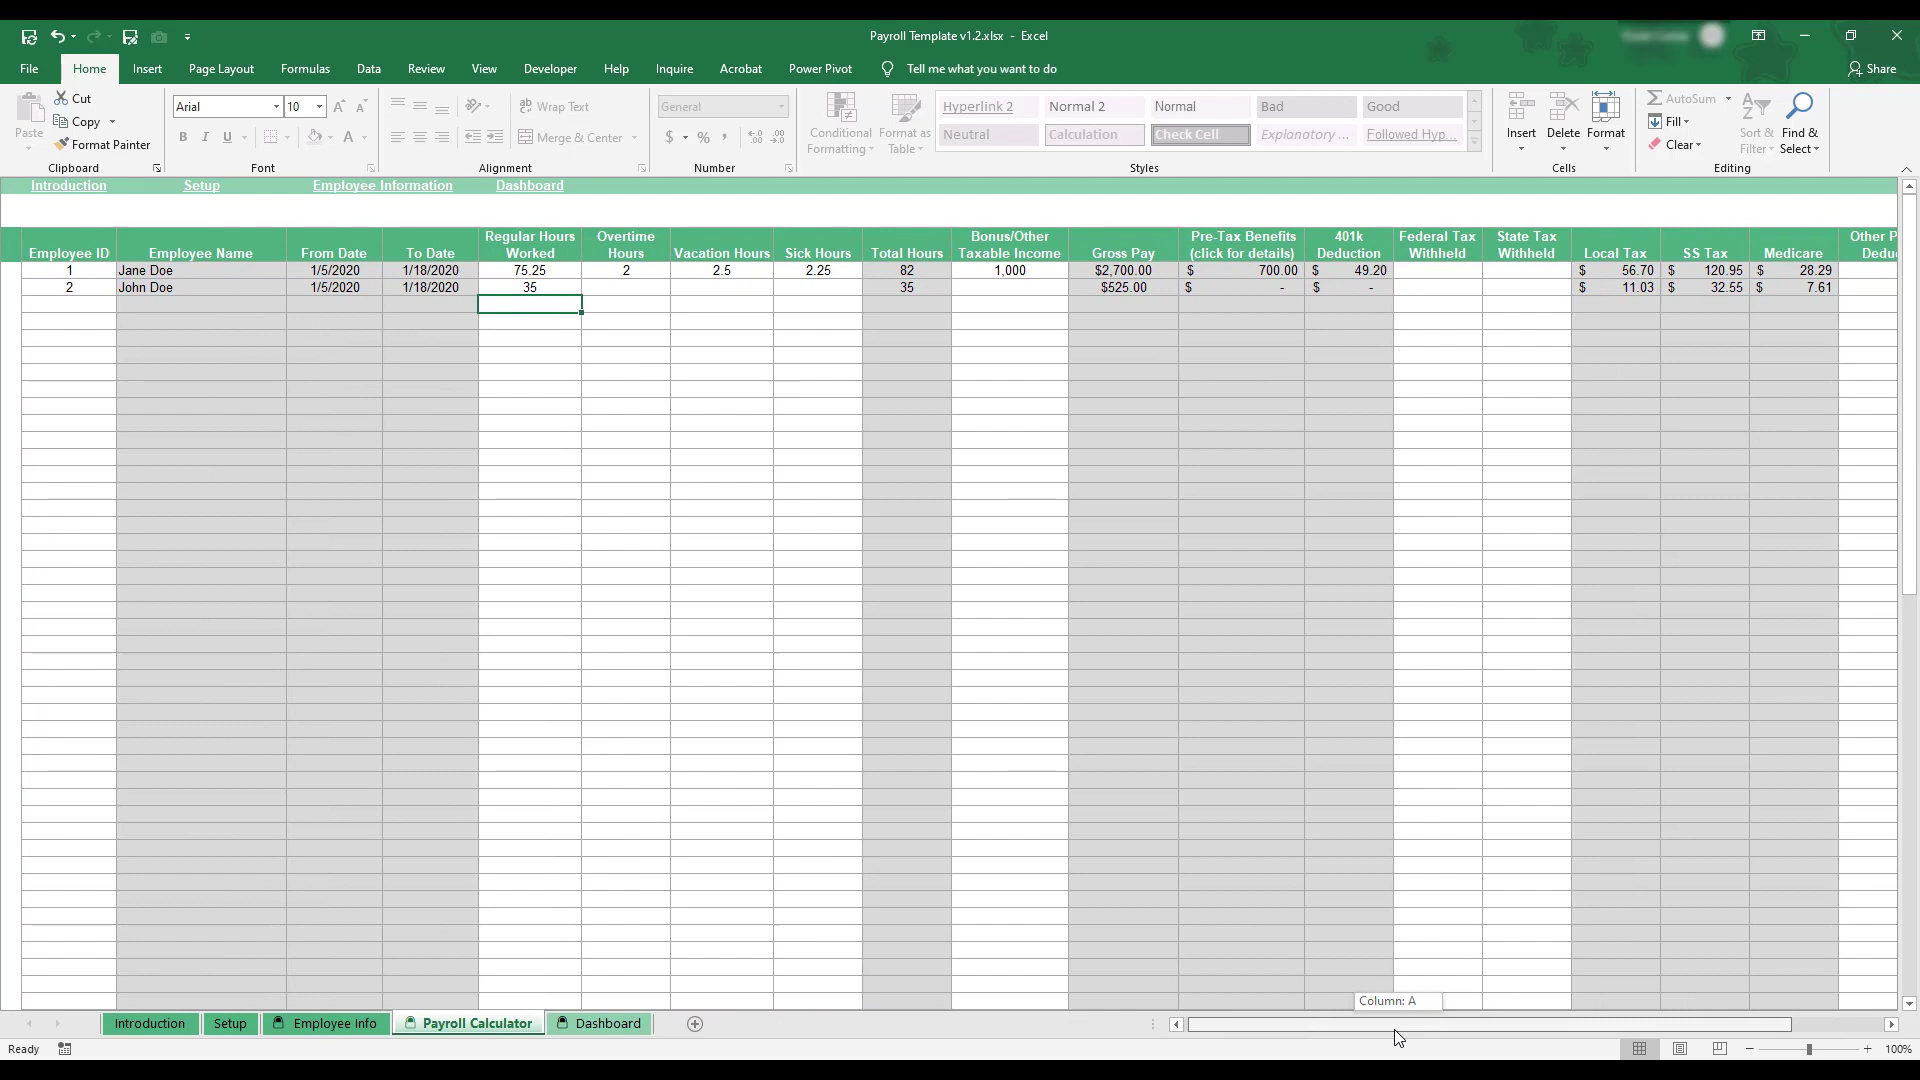 Payroll Template v1.2.xlsx - Excel
File Home Insert Page Layout Formulas Data Review View Developer Help Inquire Acrobat Power Pivot Tell me what you want to do Share
Paste
Cut
Copy
Format Painter
Clipboard
Arial 10
B I U
Font
Wrap Text
Merge & Center
Alignment
General
$ % ,
Number
Conditional Formatting
Format as Table
Hyperlink 2 Normal 2 Normal Bad Good
Neutral Calculation Check Cell Explanatory ... Followed Hyp...
Styles
Insert Delete Format
Cells
AutoSum
Fill
Clear
Sort & Filter
Find & Select
Editing
Introduction Setup Employee Information Dashboard
Employee ID Employee Name From Date To Date Regular Hours Worked Overtime Hours Vacation Hours Sick Hours Total Hours Bonus/Other Taxable Income Gross Pay Pre-Tax Benefits (click for details) 401k Deduction Federal Tax Withheld State Tax Withheld Local Tax SS Tax Medicare Other P Deduc
1 Jane Doe 1/5/2020 1/18/2020 75.25 2 2.5 2.25 82 1,000 $2,700.00 $ 700.00 $ 49.20 $ 56.70 $ 120.95 $ 28.29
2 John Doe 1/5/2020 1/18/2020 35 35 $525.00 $ - $ - $ 11.03 $ 32.55 $ 7.61
Column: A
Introduction Setup Employee Info Payroll Calculator Dashboard
Ready
100%